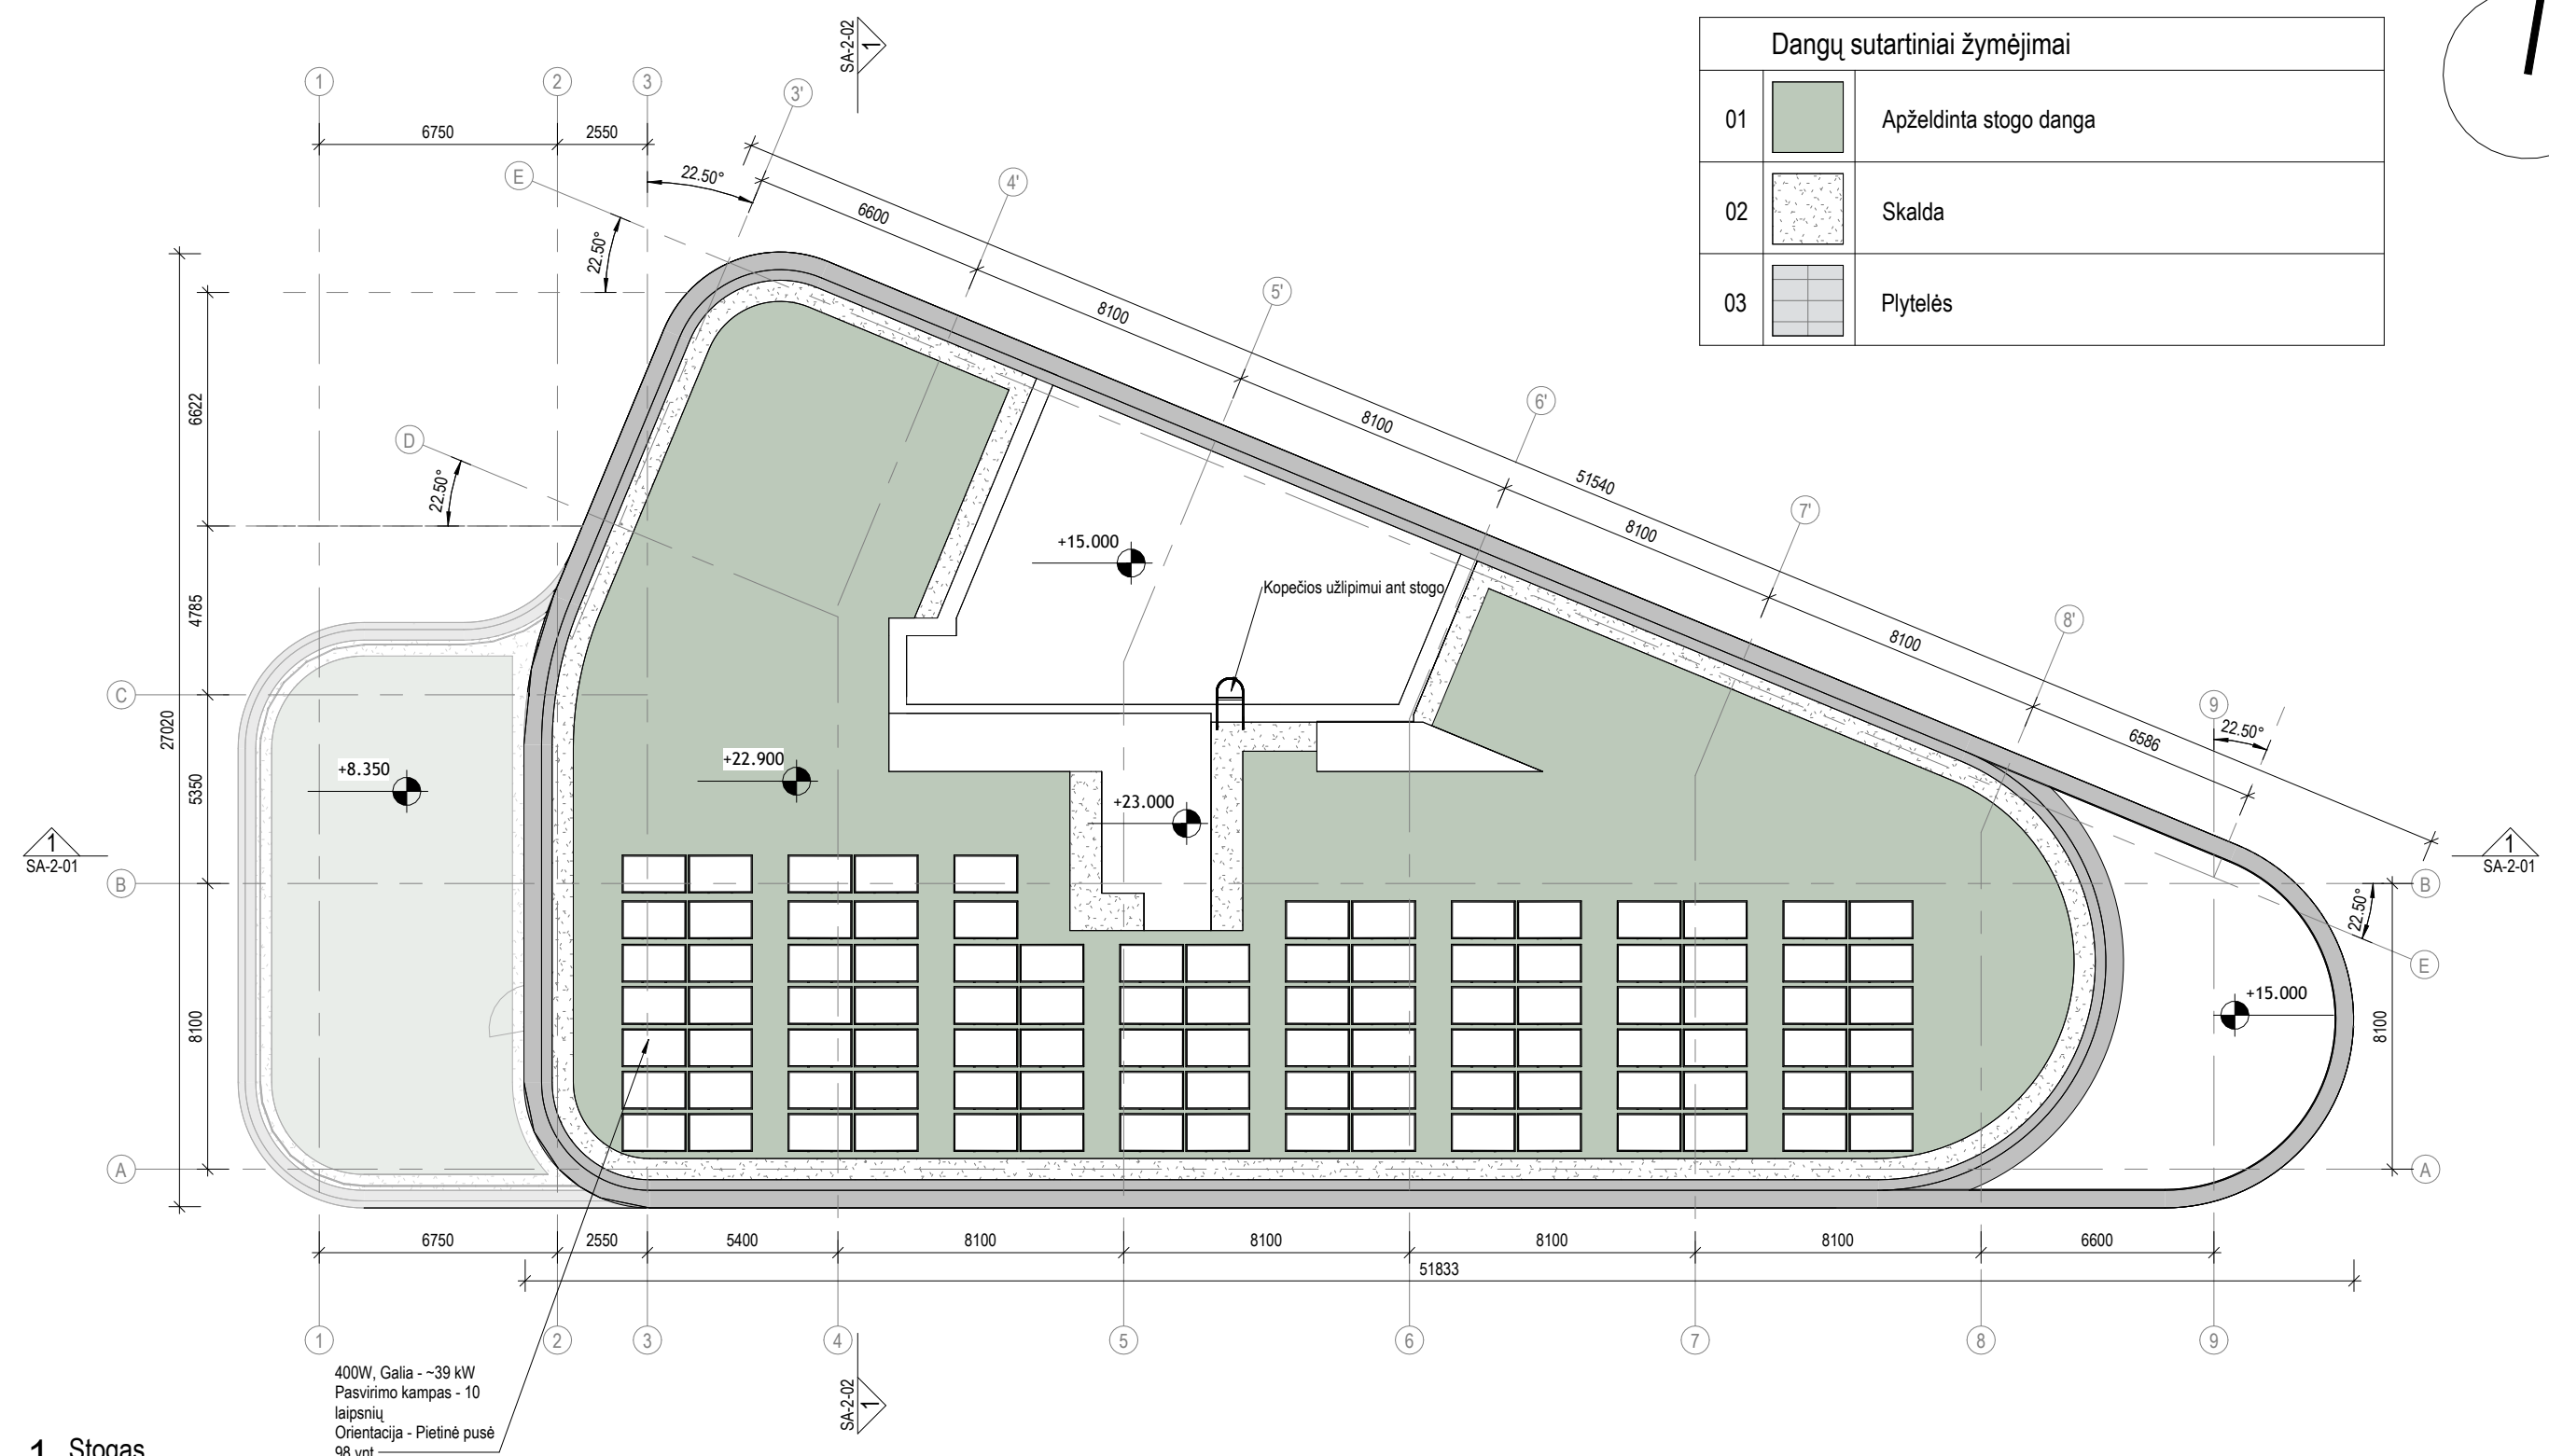 Dangų sutartiniai žymėjimai
01 Apželdinta stogo danga
02 Skalda
03 Plytelės
SA-2-02
1
1
2
3
3'
4'
5'
6'
7'
8'
9
6750
2550
22.50°
E
22.50°
D
22.50°
6600
8100
8100
8100
8100
6586
51540
22.50°
6622
4785
5350
8100
27020
C
B
A
1
SA-2-01
+15.000
Kopėčios užlipimui ant stogo
+8.350
+22.900
+23.000
+15.000
1
SA-2-01
B
22.50°
E
8100
A
6750
2550
5400
8100
8100
8100
8100
6600
51833
1
2
3
4
5
6
7
8
9
SA-2-02
1
400W, Galia - ~39 kW
Pasvirimo kampas - 10
laipsnių
Orientacija - Pietinė pusė
98 vnt
1 Stogas